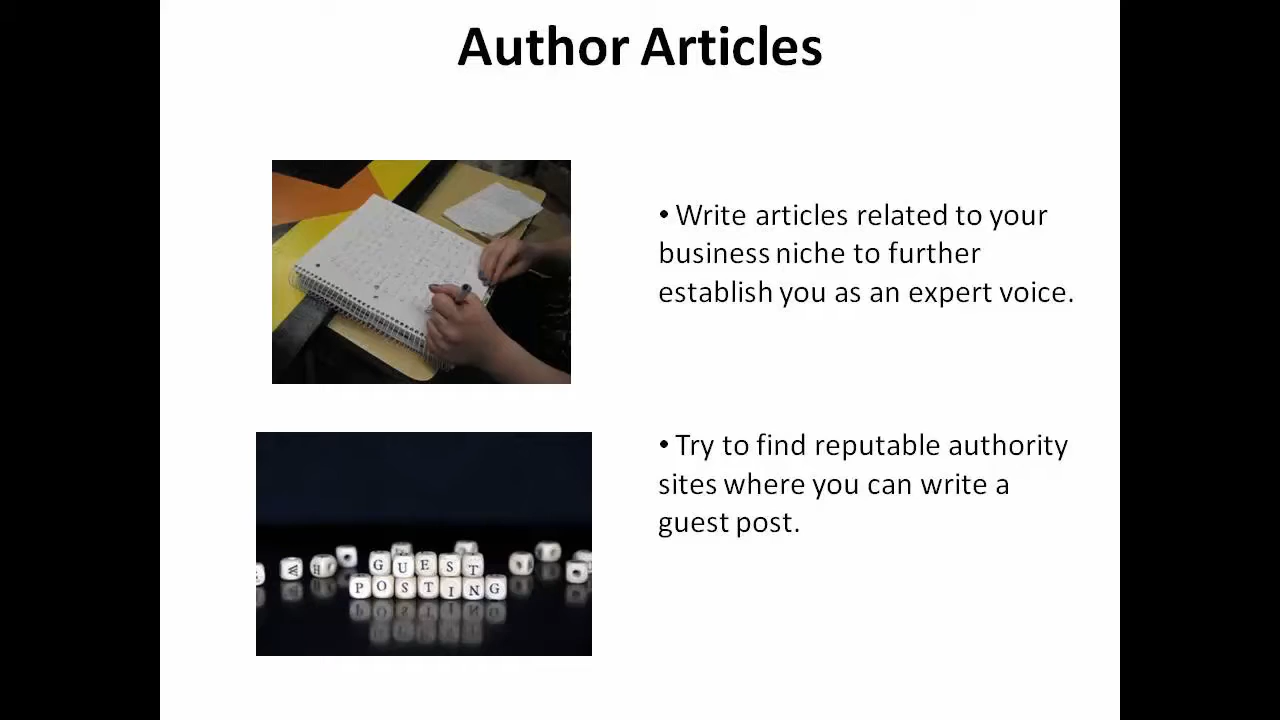 Author Articles
• Write articles related to your
business niche to further
establish you as an expert voice.
• Try to find reputable authority
sites where you can write a
guest post.
GUEST
POSTING